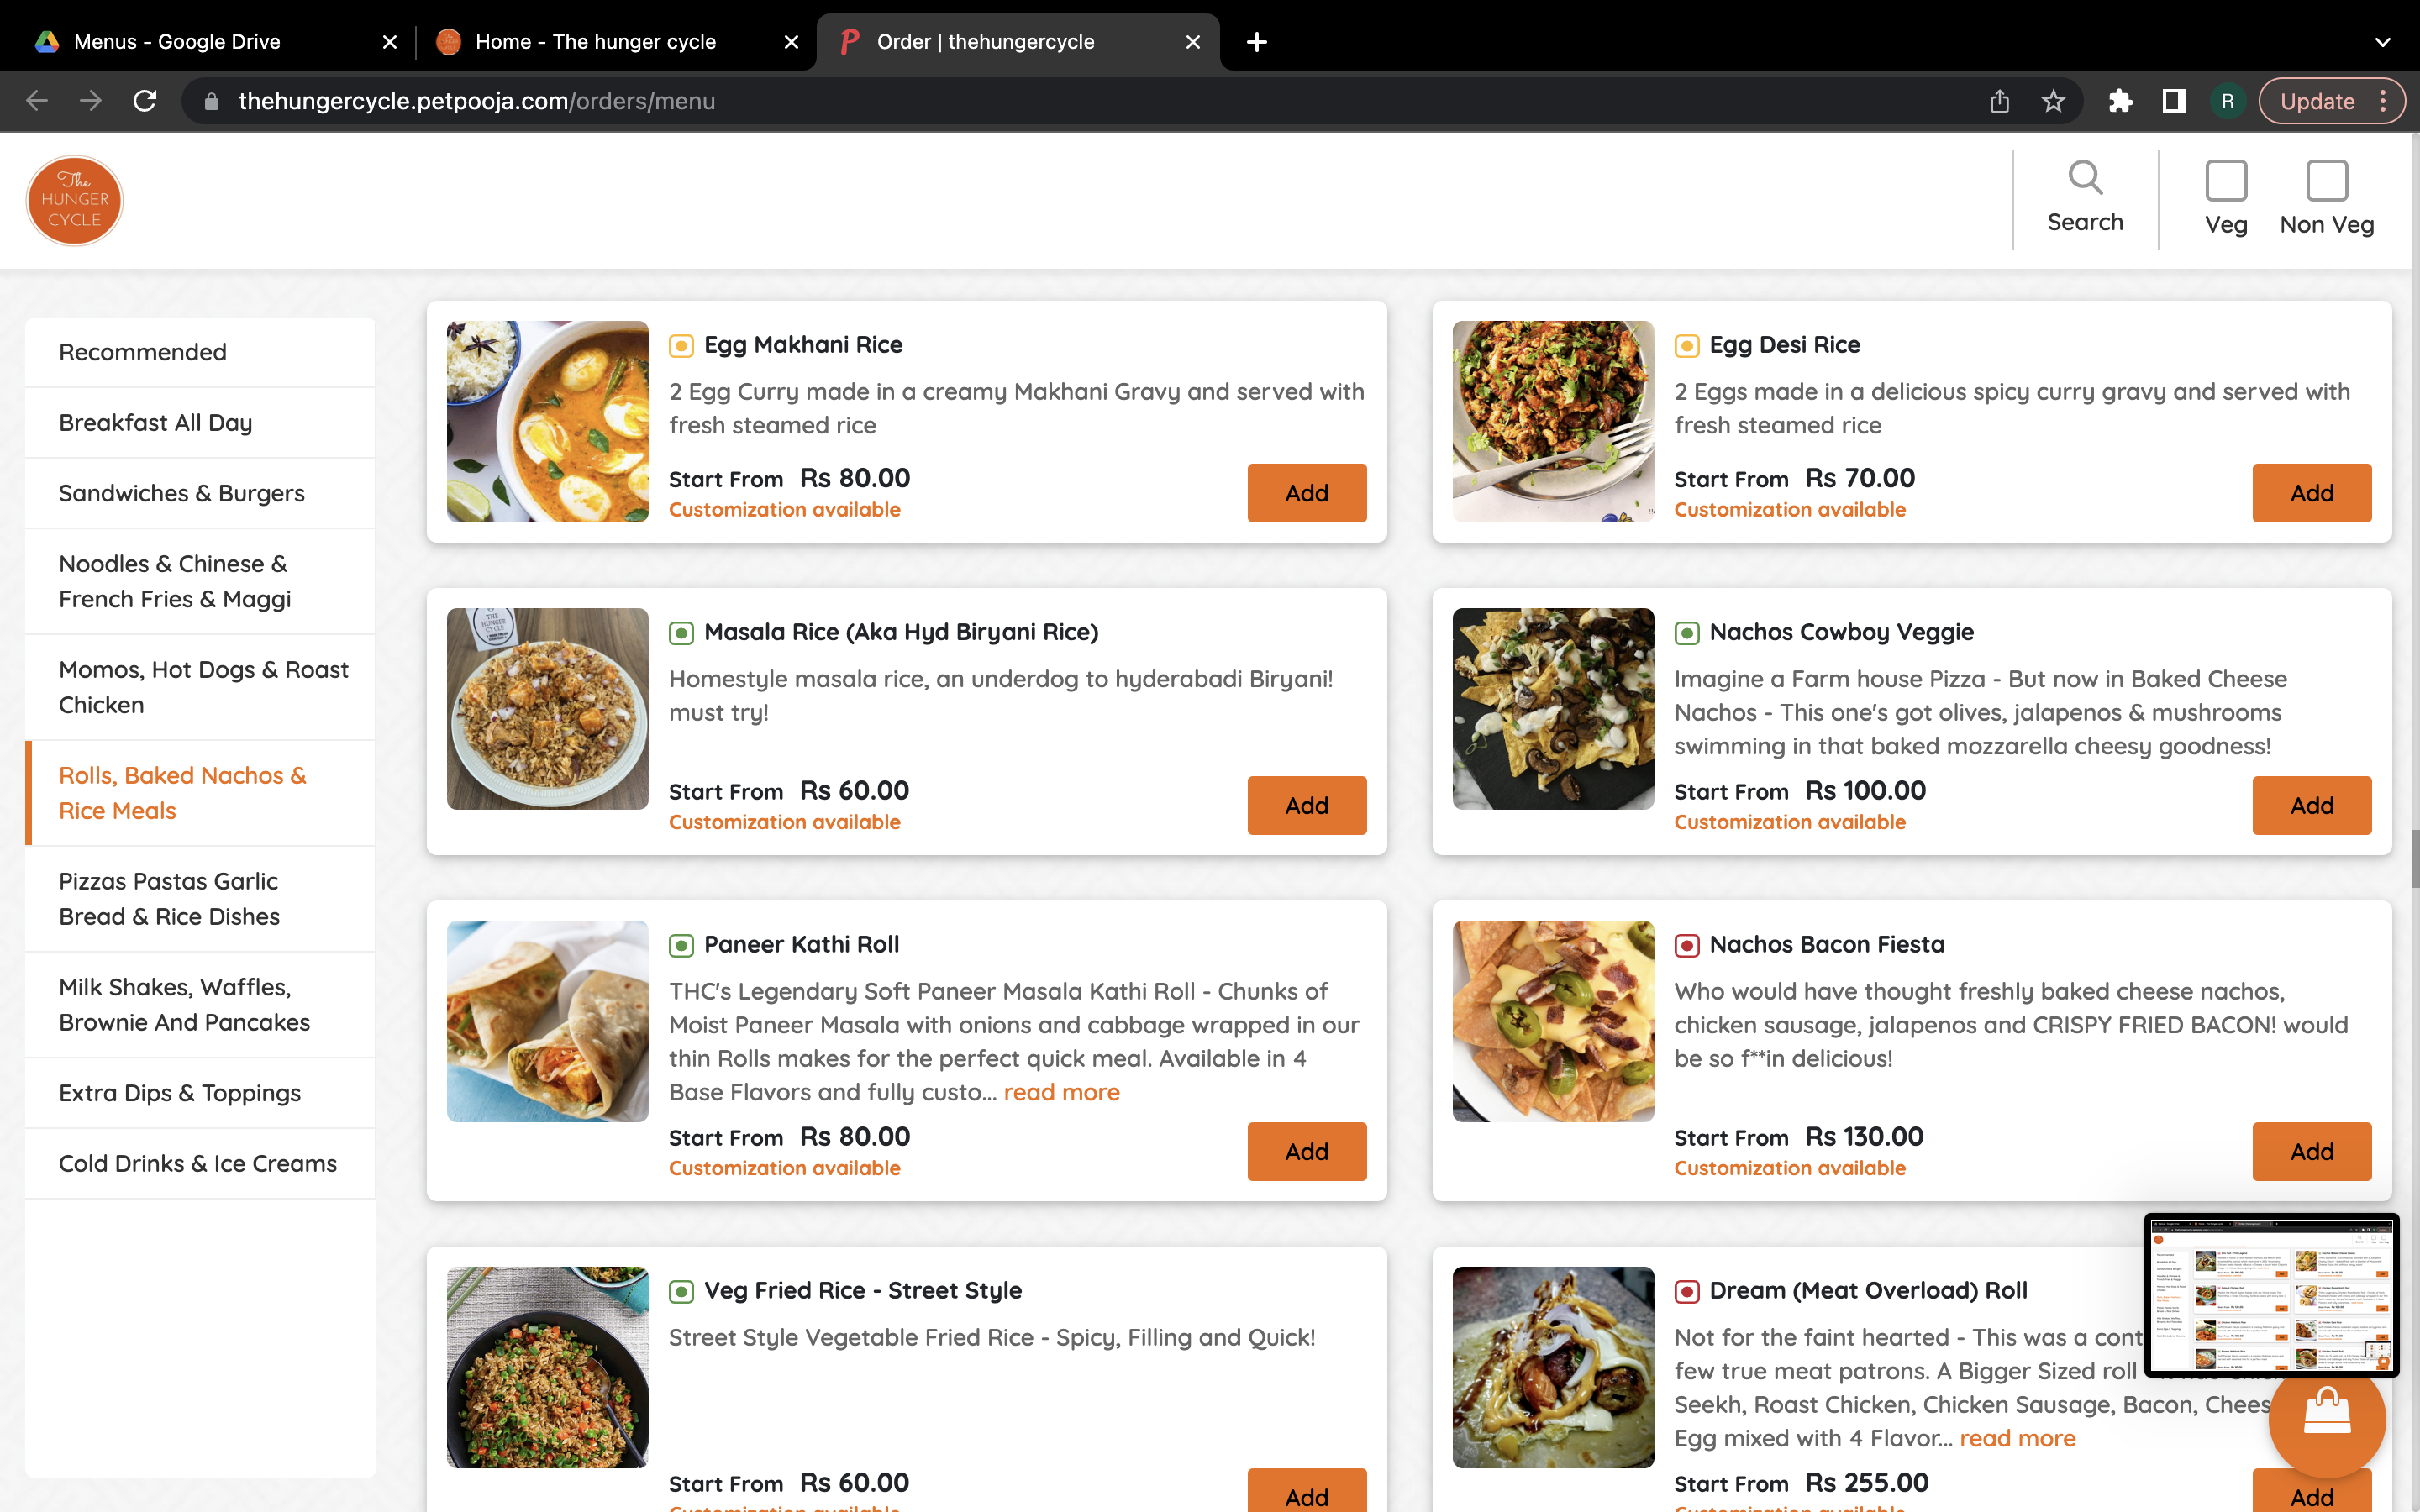 Menus - Google Drive
Home - The hunger cycle
Order | thehungercycle
thehungercycle.petpooja.com/orders/menu
R
Update
The
HUNGER
CYCLE
Search
Veg
Non Veg
Recommended
Breakfast All Day
Sandwiches & Burgers
Noodles & Chinese &
French Fries & Maggi
Momos, Hot Dogs & Roast
Chicken
Rolls, Baked Nachos &
Rice Meals
Pizzas Pastas Garlic
Bread & Rice Dishes
Milk Shakes, Waffles,
Brownie And Pancakes
Extra Dips & Toppings
Cold Drinks & Ice Creams
Egg Makhani Rice
2 Egg Curry made in a creamy Makhani Gravy and served with
fresh steamed rice
Start From Rs 80.00
Customization available
Add
Egg Desi Rice
2 Eggs made in a delicious spicy curry gravy and served with
fresh steamed rice
Start From Rs 70.00
Customization available
Add
THE
HUNGER
CYCLE
Masala Rice (Aka Hyd Biryani Rice)
Homestyle masala rice, an underdog to hyderabadi Biryani!
must try!
Start From Rs 60.00
Customization available
Add
Nachos Cowboy Veggie
Imagine a Farm house Pizza - But now in Baked Cheese
Nachos - This one's got olives, jalapenos & mushrooms
swimming in that baked mozzarella cheesy goodness!
Start From Rs 100.00
Customization available
Add
Paneer Kathi Roll
THC's Legendary Soft Paneer Masala Kathi Roll - Chunks of
Moist Paneer Masala with onions and cabbage wrapped in our
thin Rolls makes for the perfect quick meal. Available in 4
Base Flavors and fully custo... read more
Start From Rs 80.00
Customization available
Add
Nachos Bacon Fiesta
Who would have thought freshly baked cheese nachos,
chicken sausage, jalapenos and CRISPY FRIED BACON! would
be so f**in delicious!
Start From Rs 130.00
Customization available
Add
Veg Fried Rice - Street Style
Street Style Vegetable Fried Rice - Spicy, Filling and Quick!
Start From Rs 60.00
Customization available
Add
Dream (Meat Overload) Roll
Not for the faint hearted - This was a cont
few true meat patrons. A Bigger Sized roll
Seekh, Roast Chicken, Chicken Sausage, Bacon, Chees
Egg mixed with 4 Flavor... read more
Start From Rs 255.00
Customization available
Add